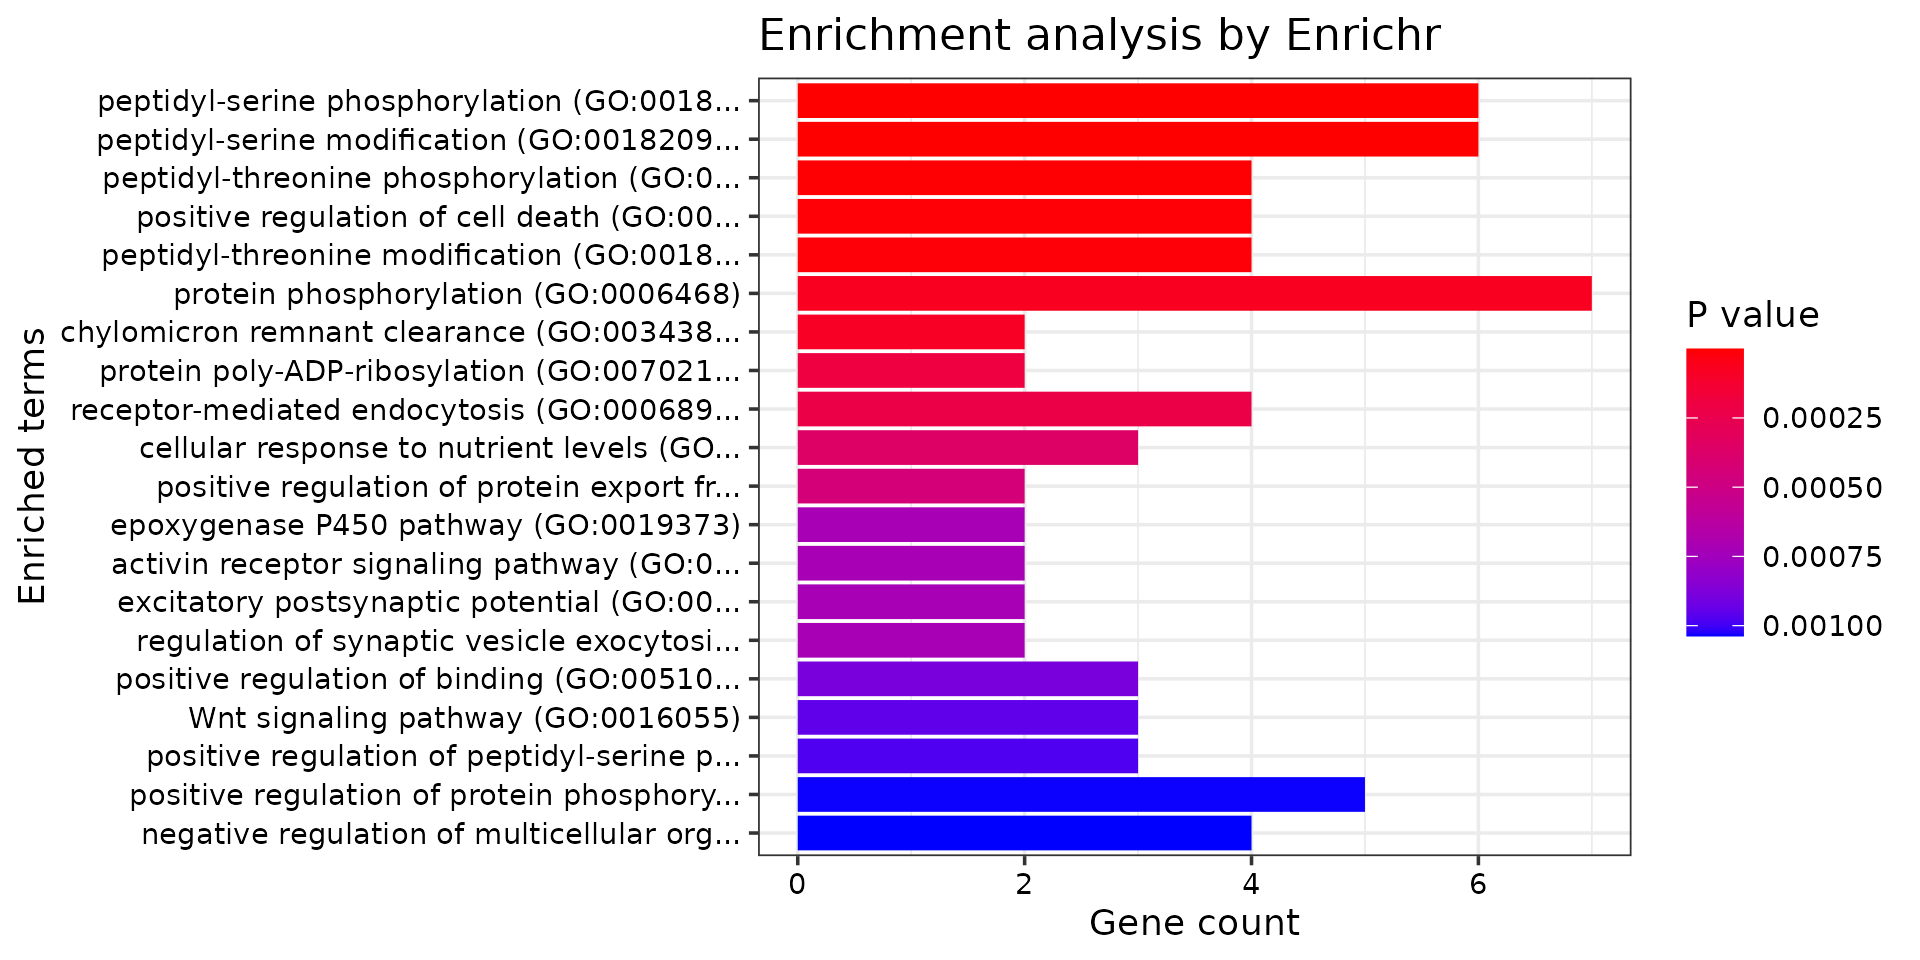 Enrichment analysis by Enrichr
peptidyl-serine phosphorylation (GO:0018...
peptidyl-serine modification (GO:0018209...
peptidyl-threonine phosphorylation (GO:0...
positive regulation of cell death (GO:00...
peptidyl-threonine modification (GO:0018...
protein phosphorylation (GO:0006468)
chylomicron remnant clearance (GO:003438...
protein poly-ADP-ribosylation (GO:007021...
receptor-mediated endocytosis (GO:000689...
cellular response to nutrient levels (GO...
positive regulation of protein export fr...
epoxygenase P450 pathway (GO:0019373)
activin receptor signaling pathway (GO:0...
excitatory postsynaptic potential (GO:00...
regulation of synaptic vesicle exocytosi...
positive regulation of binding (GO:00510...
Wnt signaling pathway (GO:0016055)
positive regulation of peptidyl-serine p...
positive regulation of protein phosphory...
negative regulation of multicellular org...
Enriched terms
0 2 4 6
Gene count
P value
0.00025
0.00050
0.00075
0.00100